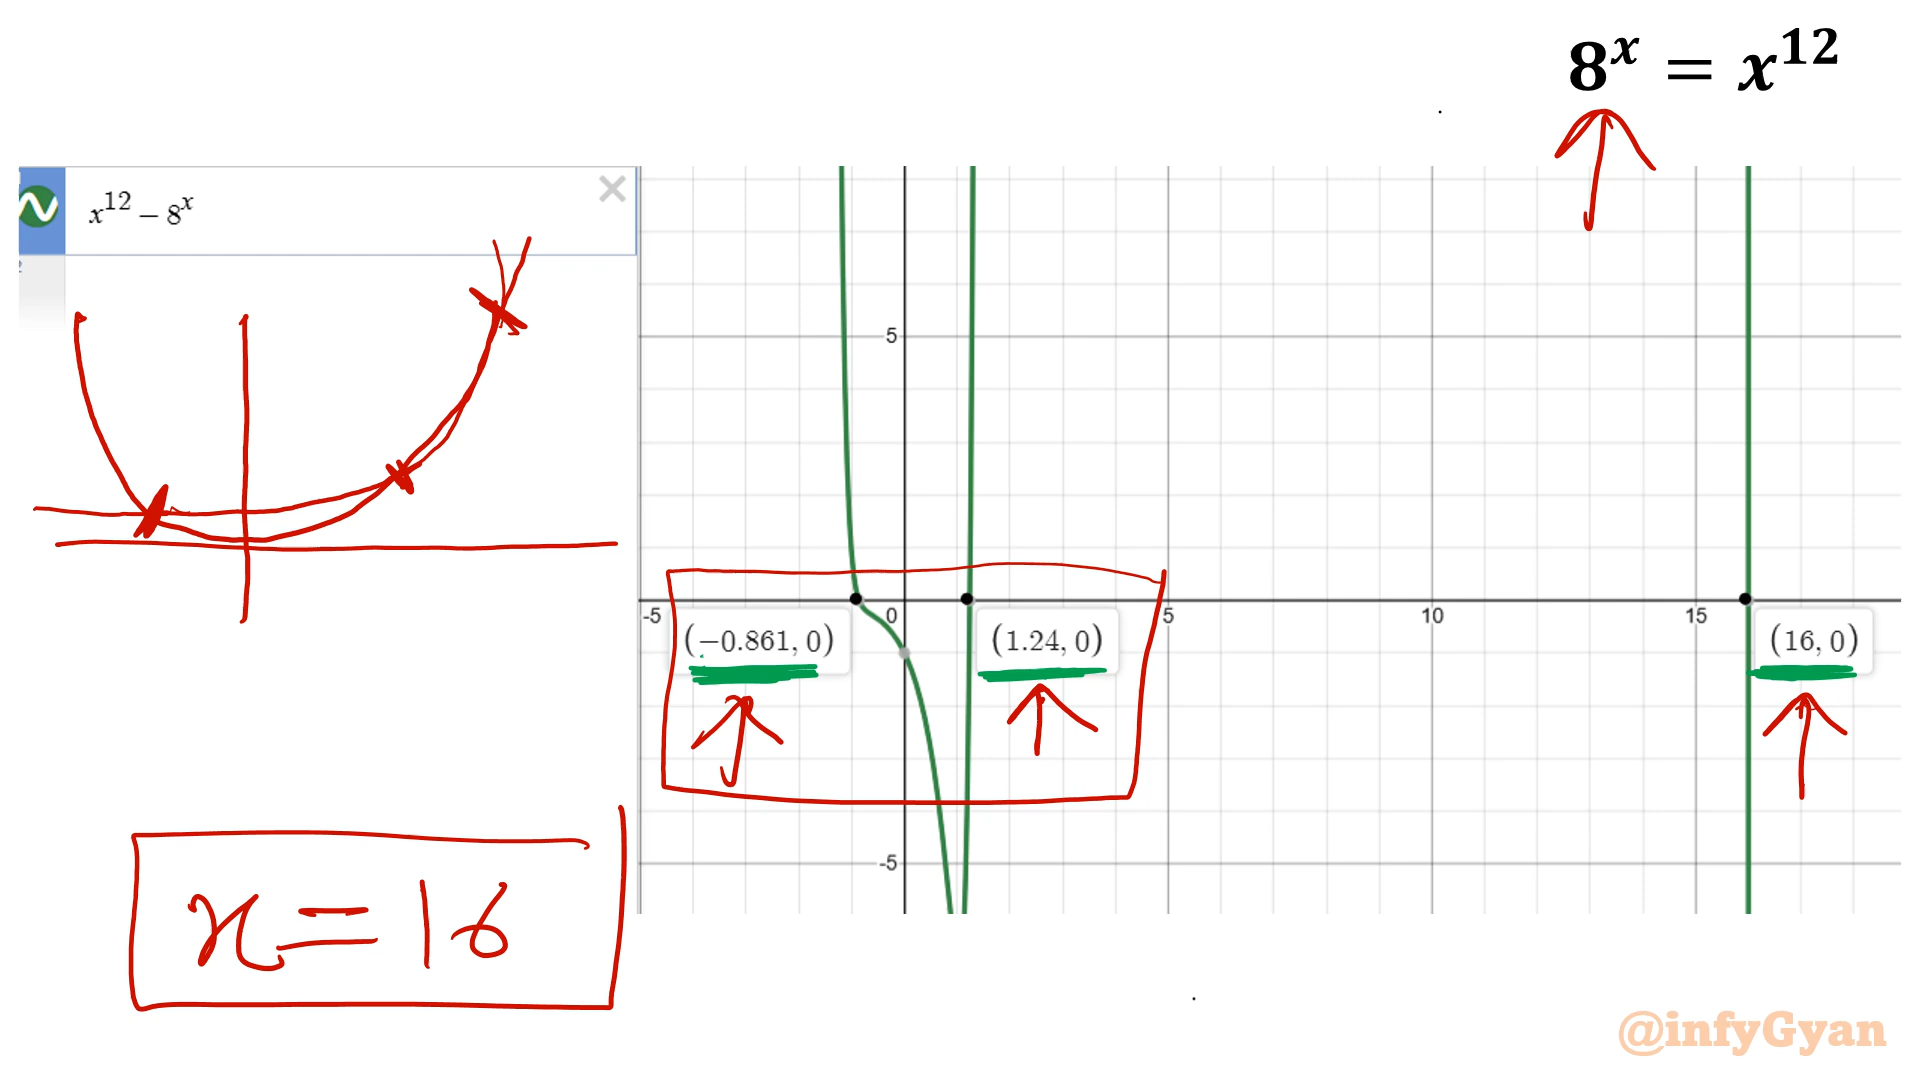 8^x = x^12
x^12 − 8^x
2
5
-5
0
5
10
15
(−0.861, 0)
(1.24, 0)
(16, 0)
-5
x = 16
@infyGyan